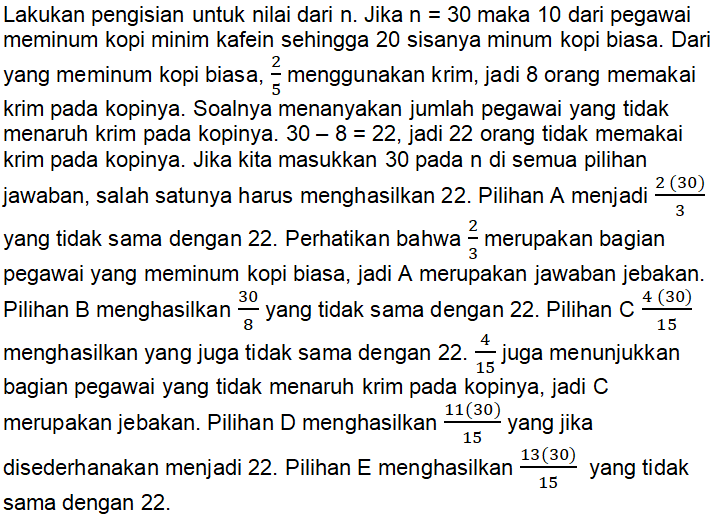 Lakukan pengisian untuk nilai dari n. Jika n = 30 maka 10 dari pegawai
meminum kopi minim kafein sehingga 20 sisanya minum kopi biasa. Dari
yang meminum kopi biasa, 2/5 menggunakan krim, jadi 8 orang memakai
krim pada kopinya. Soalnya menanyakan jumlah pegawai yang tidak
menaruh krim pada kopinya. 30 – 8 = 22, jadi 22 orang tidak memakai
krim pada kopinya. Jika kita masukkan 30 pada n di semua pilihan
jawaban, salah satunya harus menghasilkan 22. Pilihan A menjadi 2 (30)/3
yang tidak sama dengan 22. Perhatikan bahwa 2/3 merupakan bagian
pegawai yang meminum kopi biasa, jadi A merupakan jawaban jebakan.
Pilihan B menghasilkan 30/8 yang tidak sama dengan 22. Pilihan C 4 (30)/15
menghasilkan yang juga tidak sama dengan 22. 4/15 juga menunjukkan
bagian pegawai yang tidak menaruh krim pada kopinya, jadi C
merupakan jebakan. Pilihan D menghasilkan 11(30)/15 yang jika
disederhanakan menjadi 22. Pilihan E menghasilkan 13(30)/15 yang tidak
sama dengan 22.